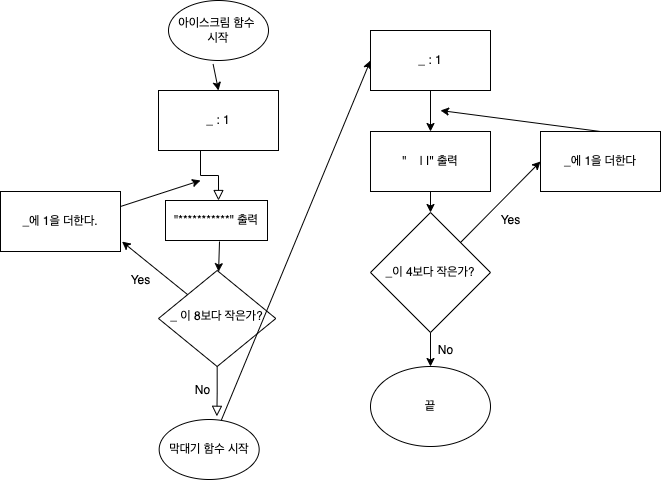 아이스크림 함수
시작
_ : 1
_에 1을 더한다.
"***********" 출력
Yes
_ 이 8보다 작은가?
No
막대기 함수 시작
_ : 1
"    ㅣㅣ" 출력
_에 1을 더한다
Yes
_이 4보다 작은가?
No
끝